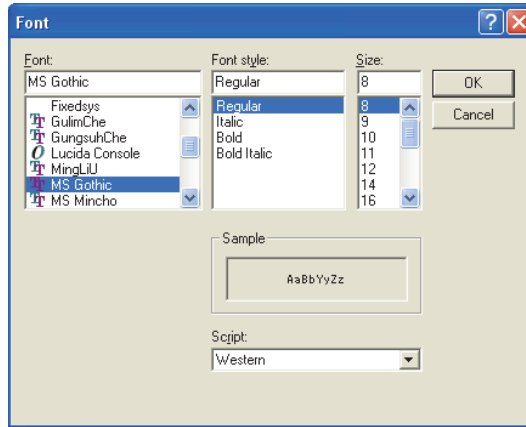 Font
Font: Font style: Size:
MS Gothic Regular 8
Fixedsys
GulimChe
GungsuhChe
Lucida Console
MingLiU
MS Gothic
MS Mincho
Regular
Italic
Bold
Bold Italic
8
9
10
11
12
14
16
OK
Cancel
Sample
AaBbYyZz
Script:
Western